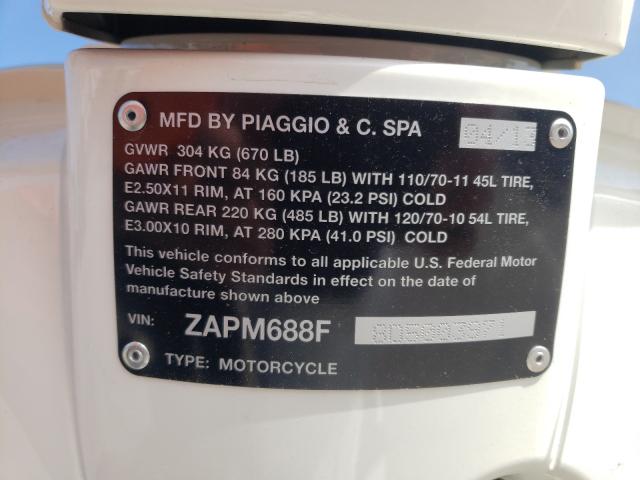 MFD BY PIAGGIO & C. SPA 04/13
GVWR 304 KG (670 LB)
GAWR FRONT 84 KG (185 LB) WITH 110/70-11 45L TIRE,
E2.50X11 RIM, AT 160 KPA (23.2 PSI) COLD
GAWR REAR 220 KG (485 LB) WITH 120/70-10 54L TIRE,
E3.00X10 RIM, AT 280 KPA (41.0 PSI) COLD
This vehicle conforms to all applicable U.S. Federal Motor
Vehicle Safety Standards in effect on the date of
manufacture shown above
VIN: ZAPM688F
TYPE: MOTORCYCLE